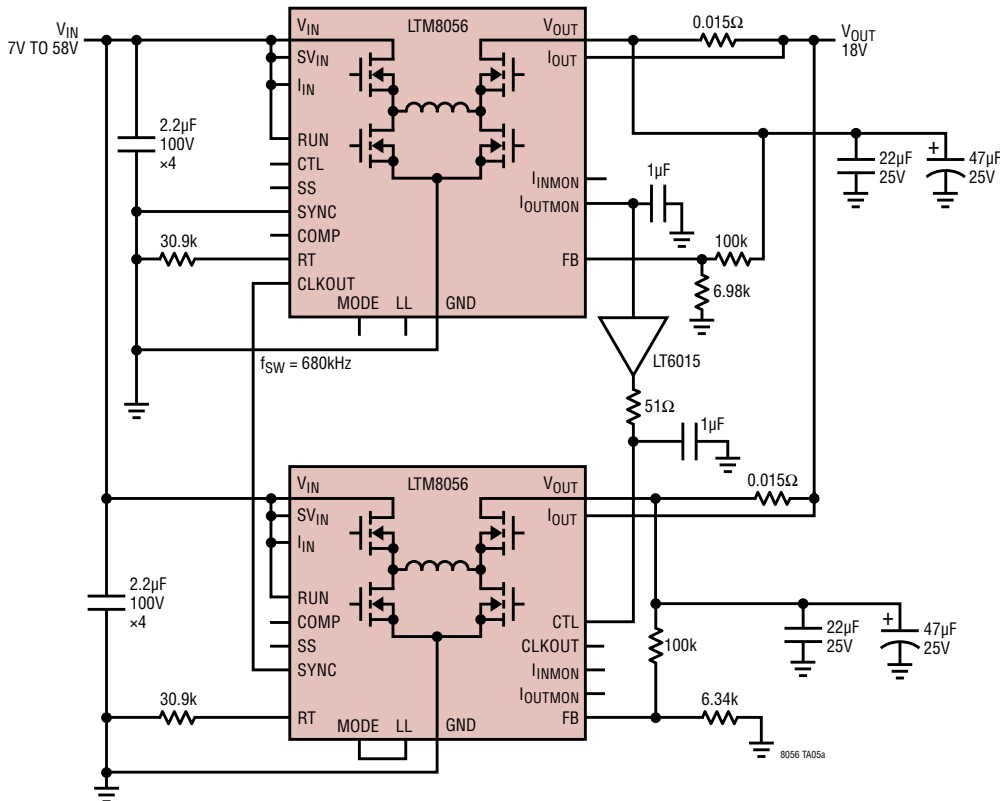 VIN
7V TO 58V
VIN
LTM8056
VOUT
0.015Ω
VOUT
18V
SVIN
IOUT
IIN
2.2µF
100V
×4
RUN
CTL
SS
SYNC
COMP
30.9k
RT
CLKOUT
IINMON
IOUTMON
1µF
FB
100k
6.98k
+
22µF
25V
47µF
25V
MODE
LL
GND
fSW = 680kHz
LT6015
51Ω
1µF
VIN
LTM8056
VOUT
0.015Ω
SVIN
IOUT
IIN
2.2µF
100V
×4
RUN
COMP
SS
SYNC
30.9k
RT
CTL
CLKOUT
IINMON
IOUTMON
FB
100k
6.34k
+
22µF
25V
47µF
25V
MODE
LL
GND
8056 TA05a